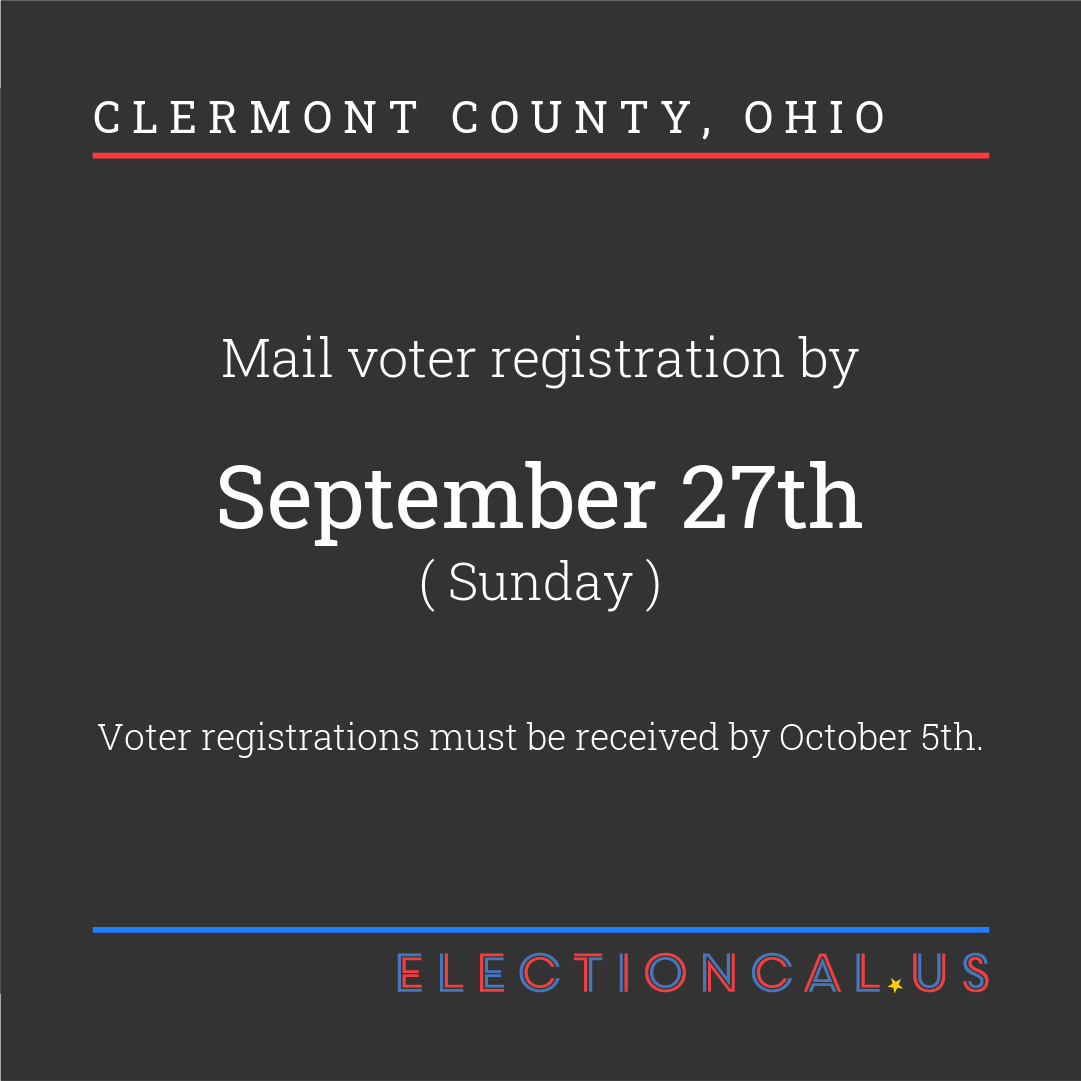 CLERMONT COUNTY, OHIO
Mail voter registration by
September 27th
( Sunday )
Voter registrations must be received by October 5th.
ELECTIONCAL.US